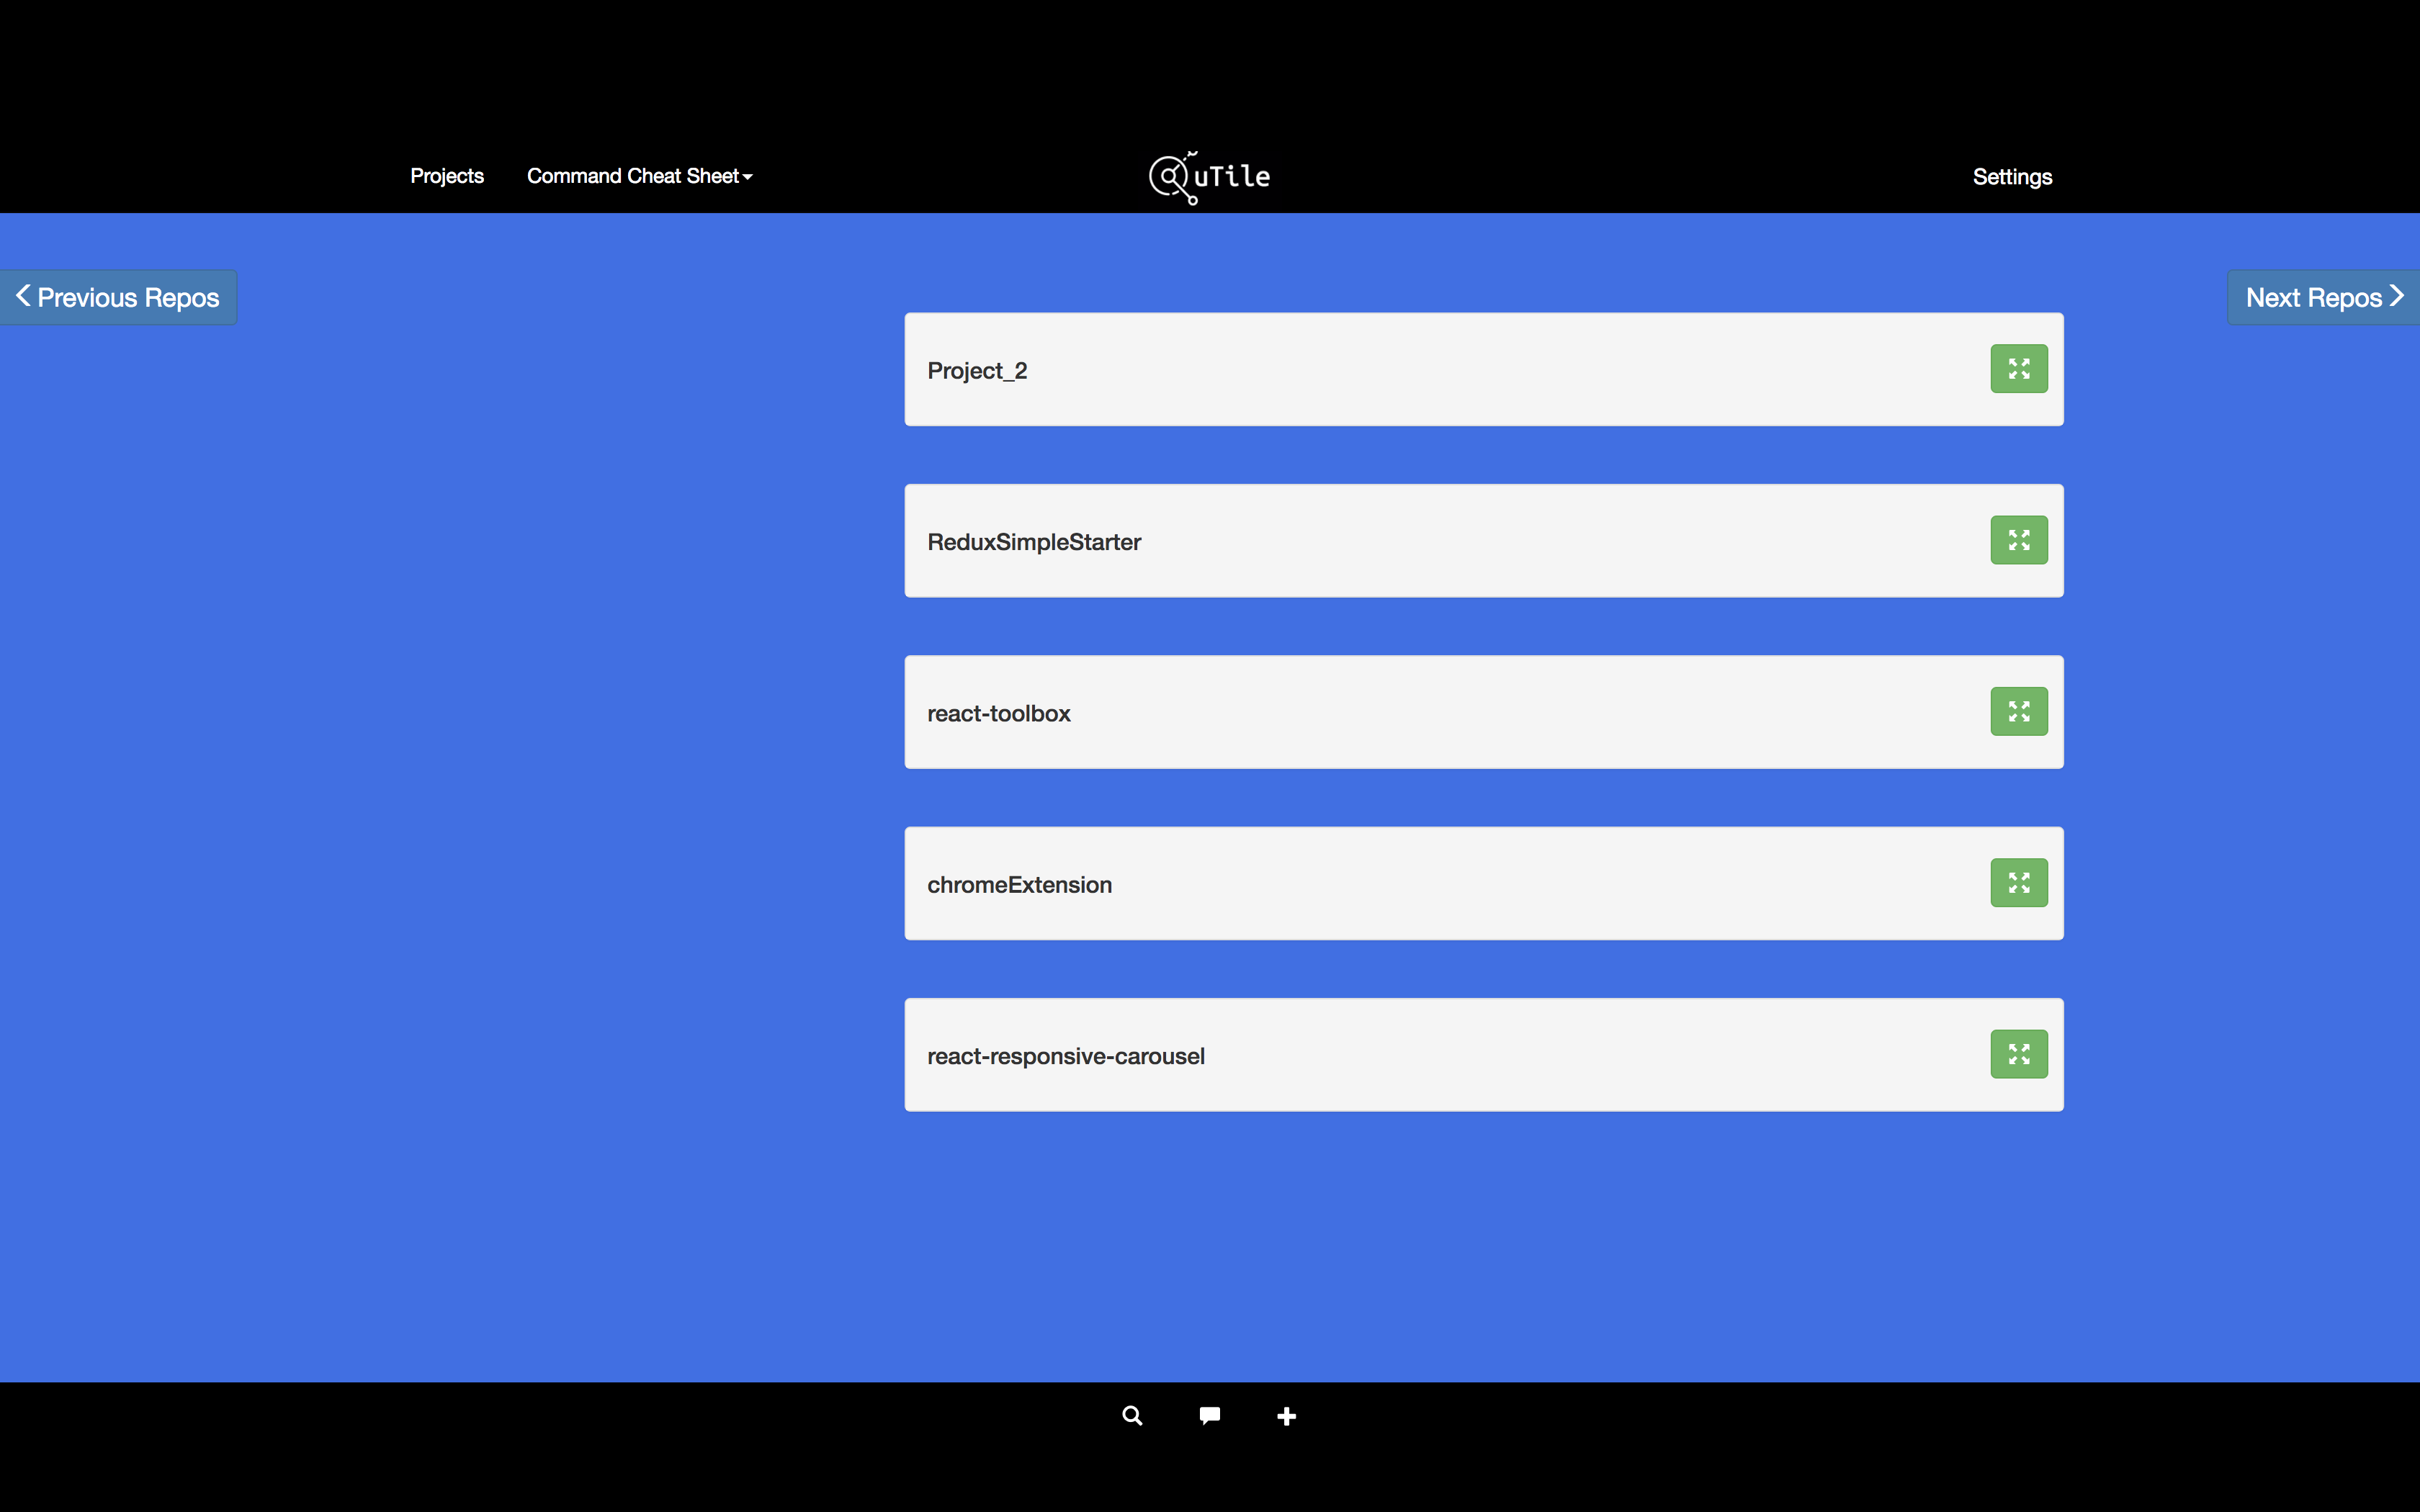 Projects Command Cheat Sheet uTile Settings
Previous Repos
Next Repos
Project_2
ReduxSimpleStarter
react-toolbox
chromeExtension
react-responsive-carousel